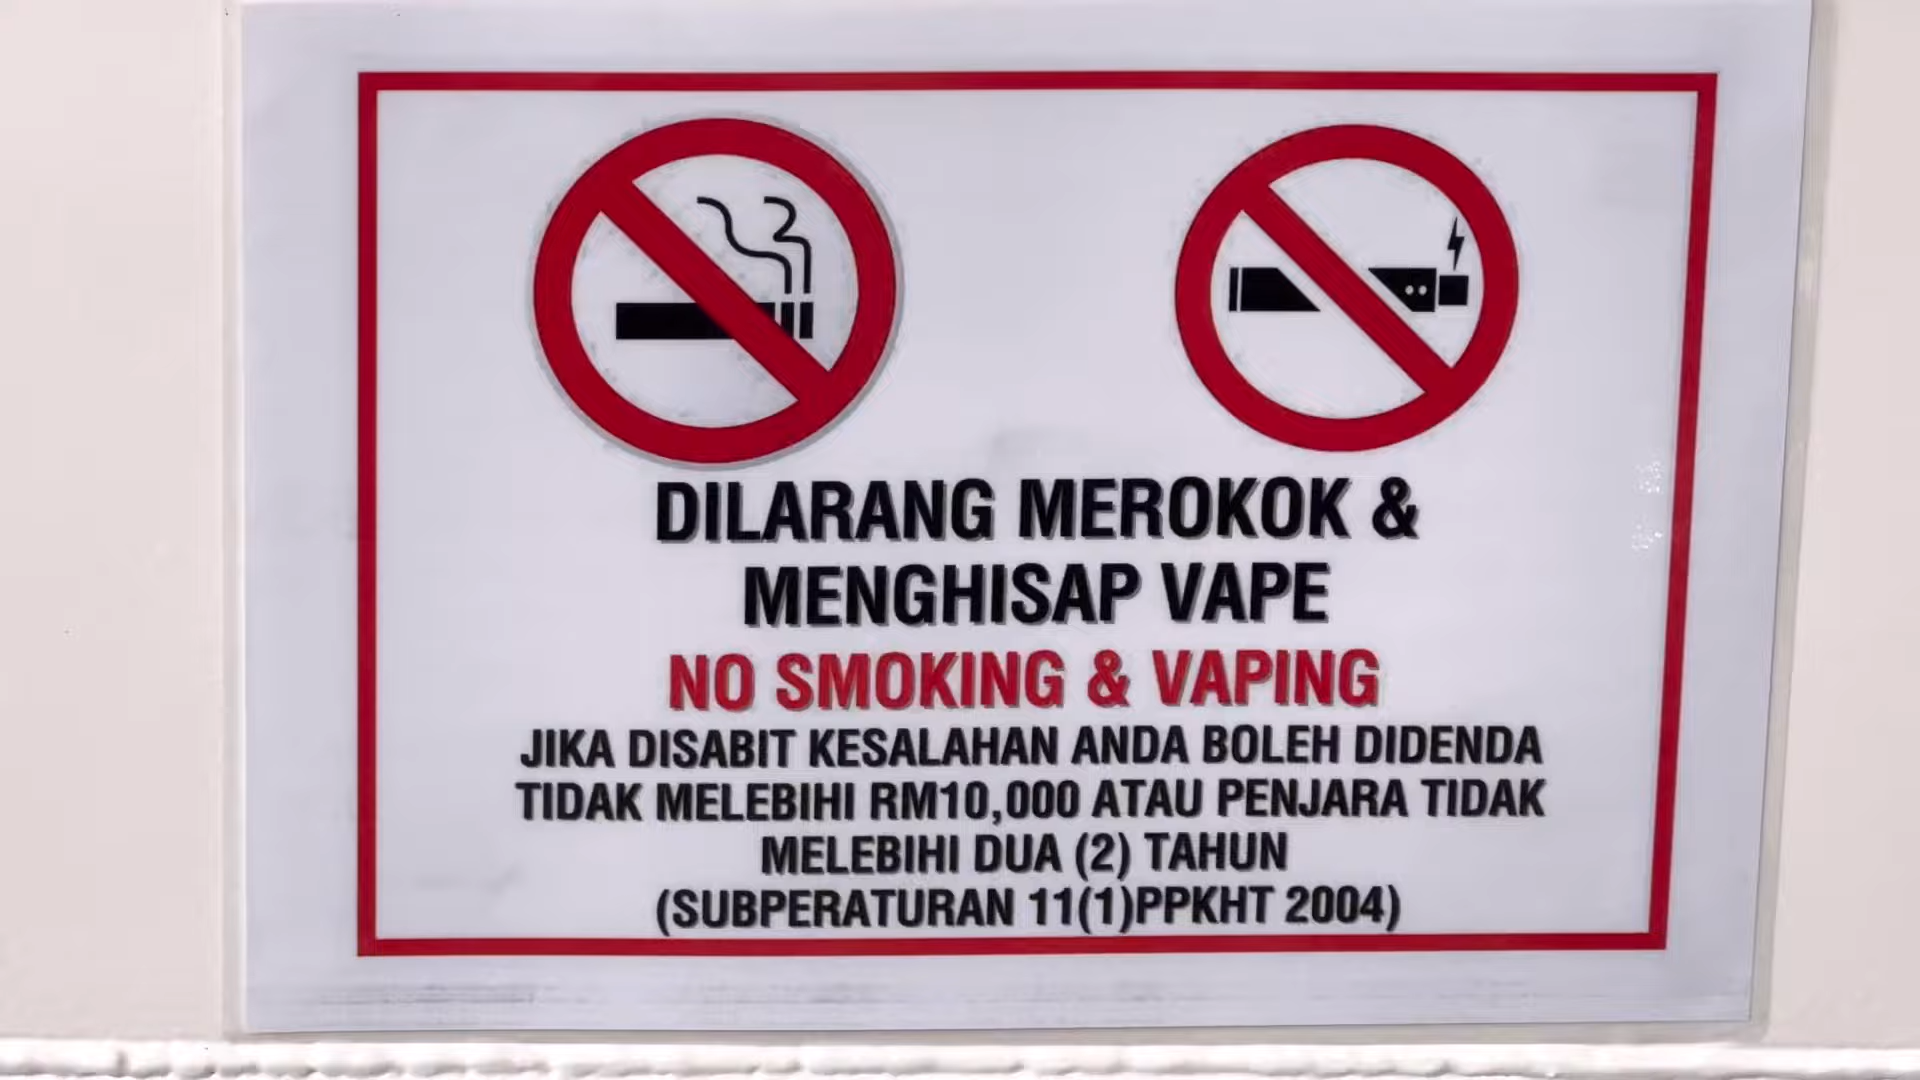 DILARANG MEROKOK &
MENGHISAP VAPE
NO SMOKING & VAPING
JIKA DISABIT KESALAHAN ANDA BOLEH DIDENDA
TIDAK MELEBIHI RM10,000 ATAU PENJARA TIDAK
MELEBIHI DUA (2) TAHUN
(SUBPERATURAN 11(1)PPKHT 2004)